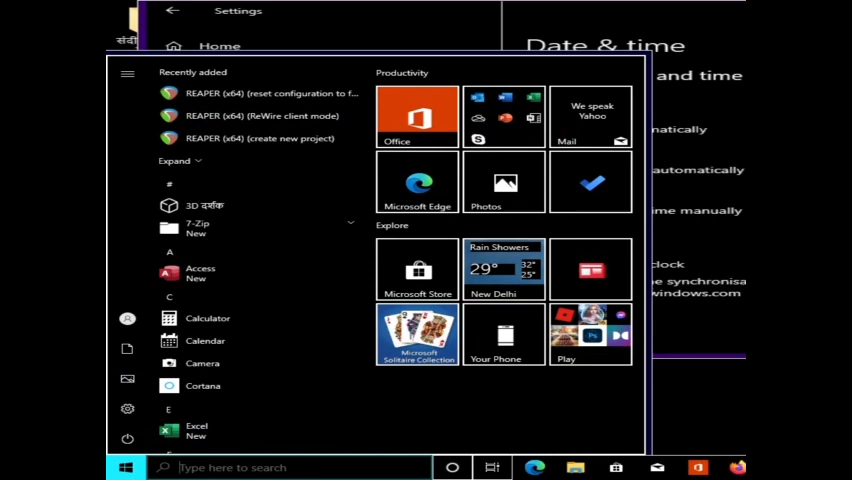 Settings
संदी
Home
Date & time
and time
matically
automatically
me manually
clock
e synchronisa
windows.com
Recently added
REAPER (x64) (reset configuration to f...
REAPER (x64) (ReWire client mode)
REAPER (x64) (create new project)
Expand
#
3D दर्शक
7-Zip
New
A
Access
New
C
Calculator
Calendar
Camera
Cortana
E
Excel
New
Productivity
Office
We speak
Yahoo
Mail
Microsoft Edge
Photos
Explore
Microsoft Store
Rain Showers
29° 32°
25°
New Delhi
Microsoft
Solitaire Collection
Your Phone
Play
Type here to search